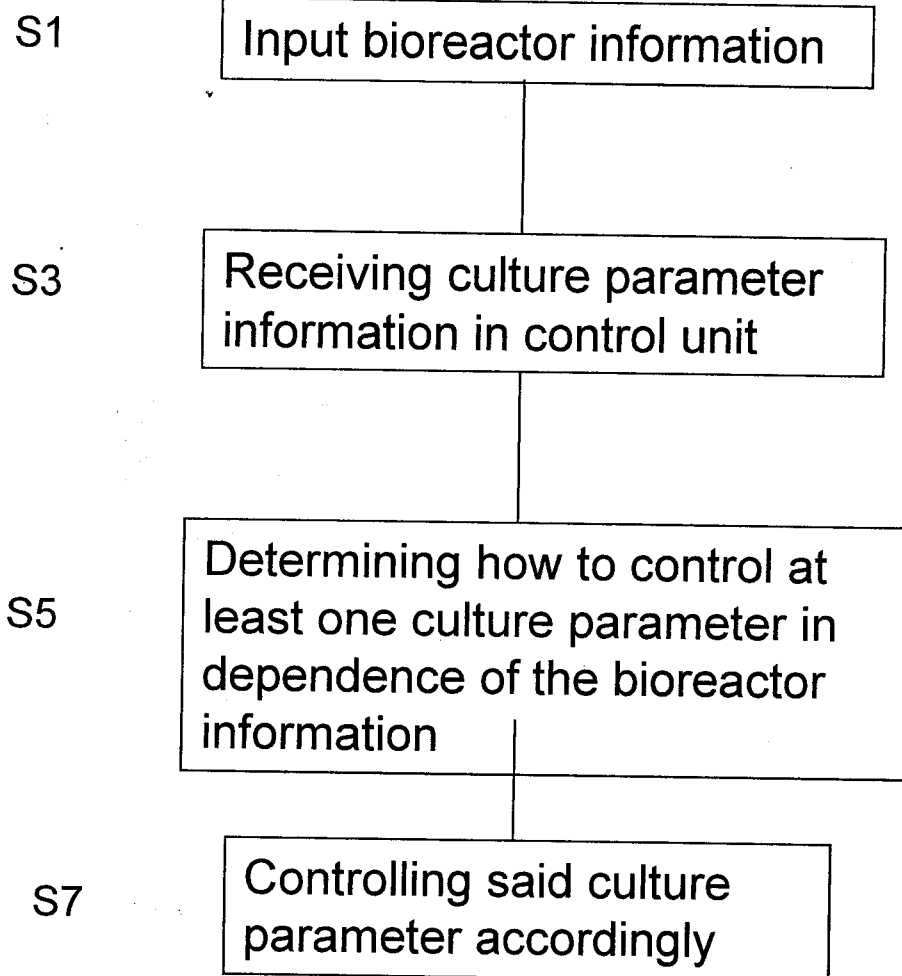 S1
Input bioreactor information
S3
Receiving culture parameter
information in control unit
S5
Determining how to control at
least one culture parameter in
dependence of the bioreactor
information
S7
Controlling said culture
parameter accordingly